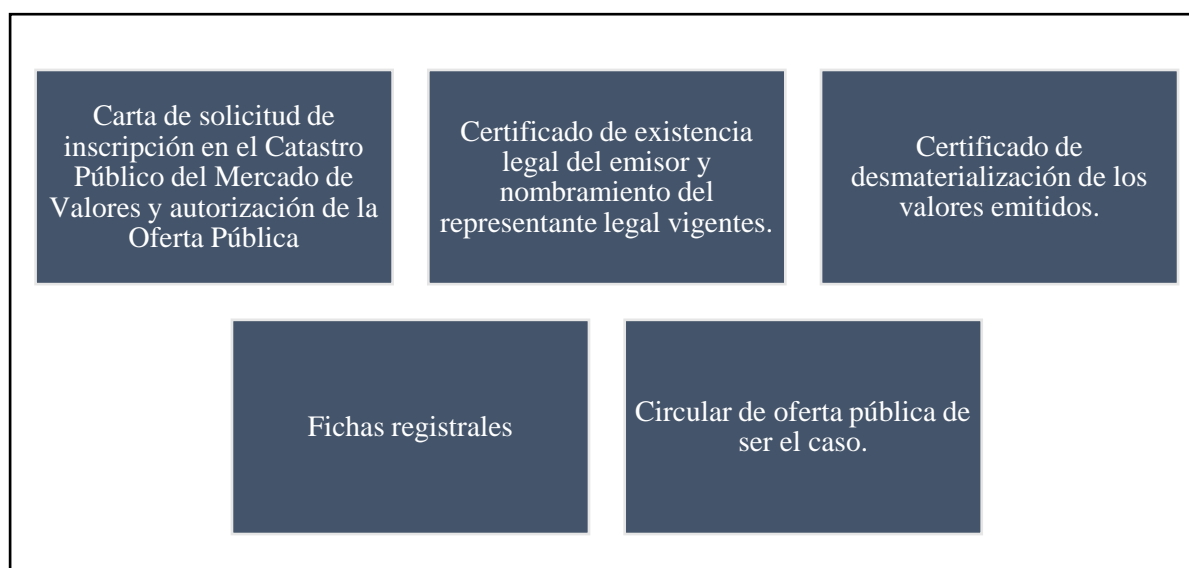 Carta de solicitud de
inscripción en el Catastro
Público del Mercado de
Valores y autorización de la
Oferta Pública
Certificado de existencia
legal del emisor y
nombramiento del
representante legal vigentes.
Certificado de
desmaterialización de los
valores emitidos.
Fichas registrales
Circular de oferta pública de
ser el caso.